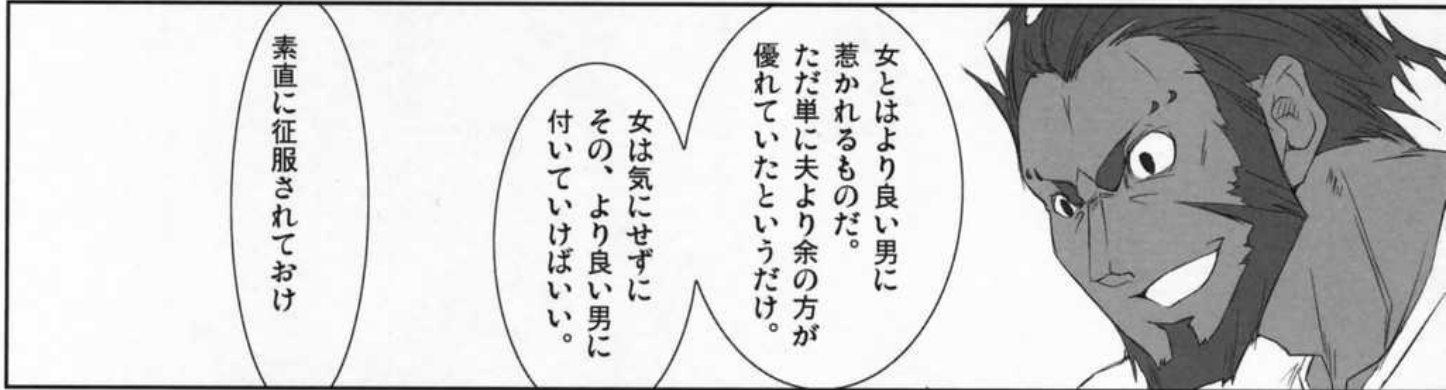 女とはより良い男に
惹かれるものだ。
ただ単に夫より余の方が
優れていたというだけ。
女は気にせずに
その、より良い男に
付いていけばいい。
素直に征服されておけ